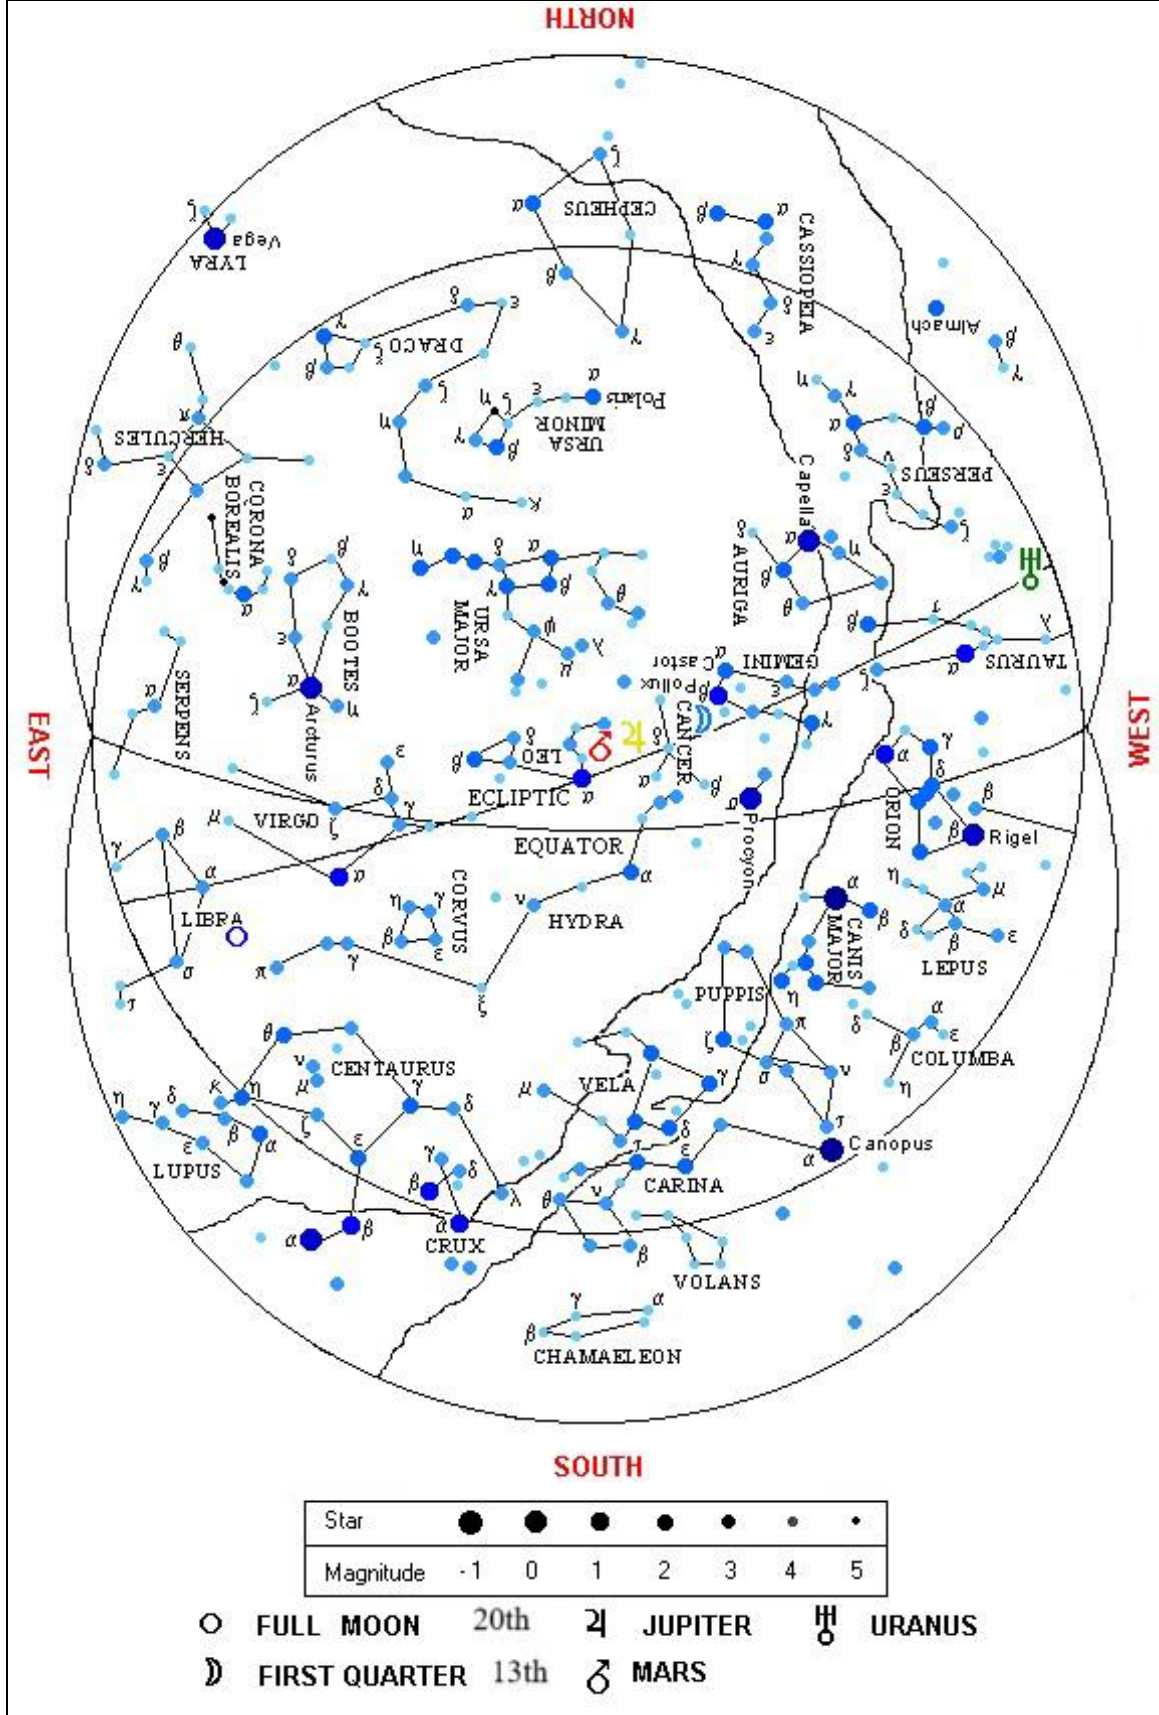 NORTH
ζ
CEPHEUS
α
β
γ
β
α
γ
δ
ε
CASSIOPEIA
ζ
Vega
LYRA
Almach
β
γ
δ
ε
γ
ξ
β
DRACO
ζ
η
α
κ
α
Polaris
ε
ζ
η
γ
β
URSA
MINOR
θ
π
HERCULES
δ
ε
β
γ
CORONA
BOREALIS
α
η
γ
α
β
ρ
δ
ν
ε
ζ
PERSEUS
Capella
α
η
δ
β
θ
AURIGA
β
γ
δ
ε
α
ζ
η
BOOTES
Arcturus
η
δ
α
γ
β
θ
ψ
μ
λ
URSA
MAJOR
β
τ
λ
α
ζ
TAURUS
α
Castor
GEMINI
β
Pollux
ε
γ
SERPENS
α
EAST
WEST
CANCER
δ
β
LEO
δ
β
α
ECLIPTIC
ε
δ
γ
ζ
VIRGO
μ
α
EQUATOR
α
Procyon
α
γ
δ
β
ORION
β
Rigel
β
γ
α
LIBRA
σ
τ
CORVUS
η
γ
β
ε
HYDRA
α
ν
ξ
γ
π
α
β
CANIS
MAJOR
η
η
μ
α
δ
β
ε
LEPUS
PUPPIS
π
ζ
σ
ν
τ
δ
α
β
ε
COLUMBA
η
θ
ν
CENTAURUS
μ
κ
η
γ
δ
ζ
ε
λ
η
γ
δ
β
ε
α
LUPUS
VELA
μ
γ
δ
τ
ε
CARINA
θ
ν
β
Canopus
α
γ
δ
β
α
CRUX
α
β
VOLANS
γ
α
β
CHAMAELEON
SOUTH
Star
Magnitude -1 0 1 2 3 4 5
FULL MOON 20th JUPITER URANUS
FIRST QUARTER 13th MARS